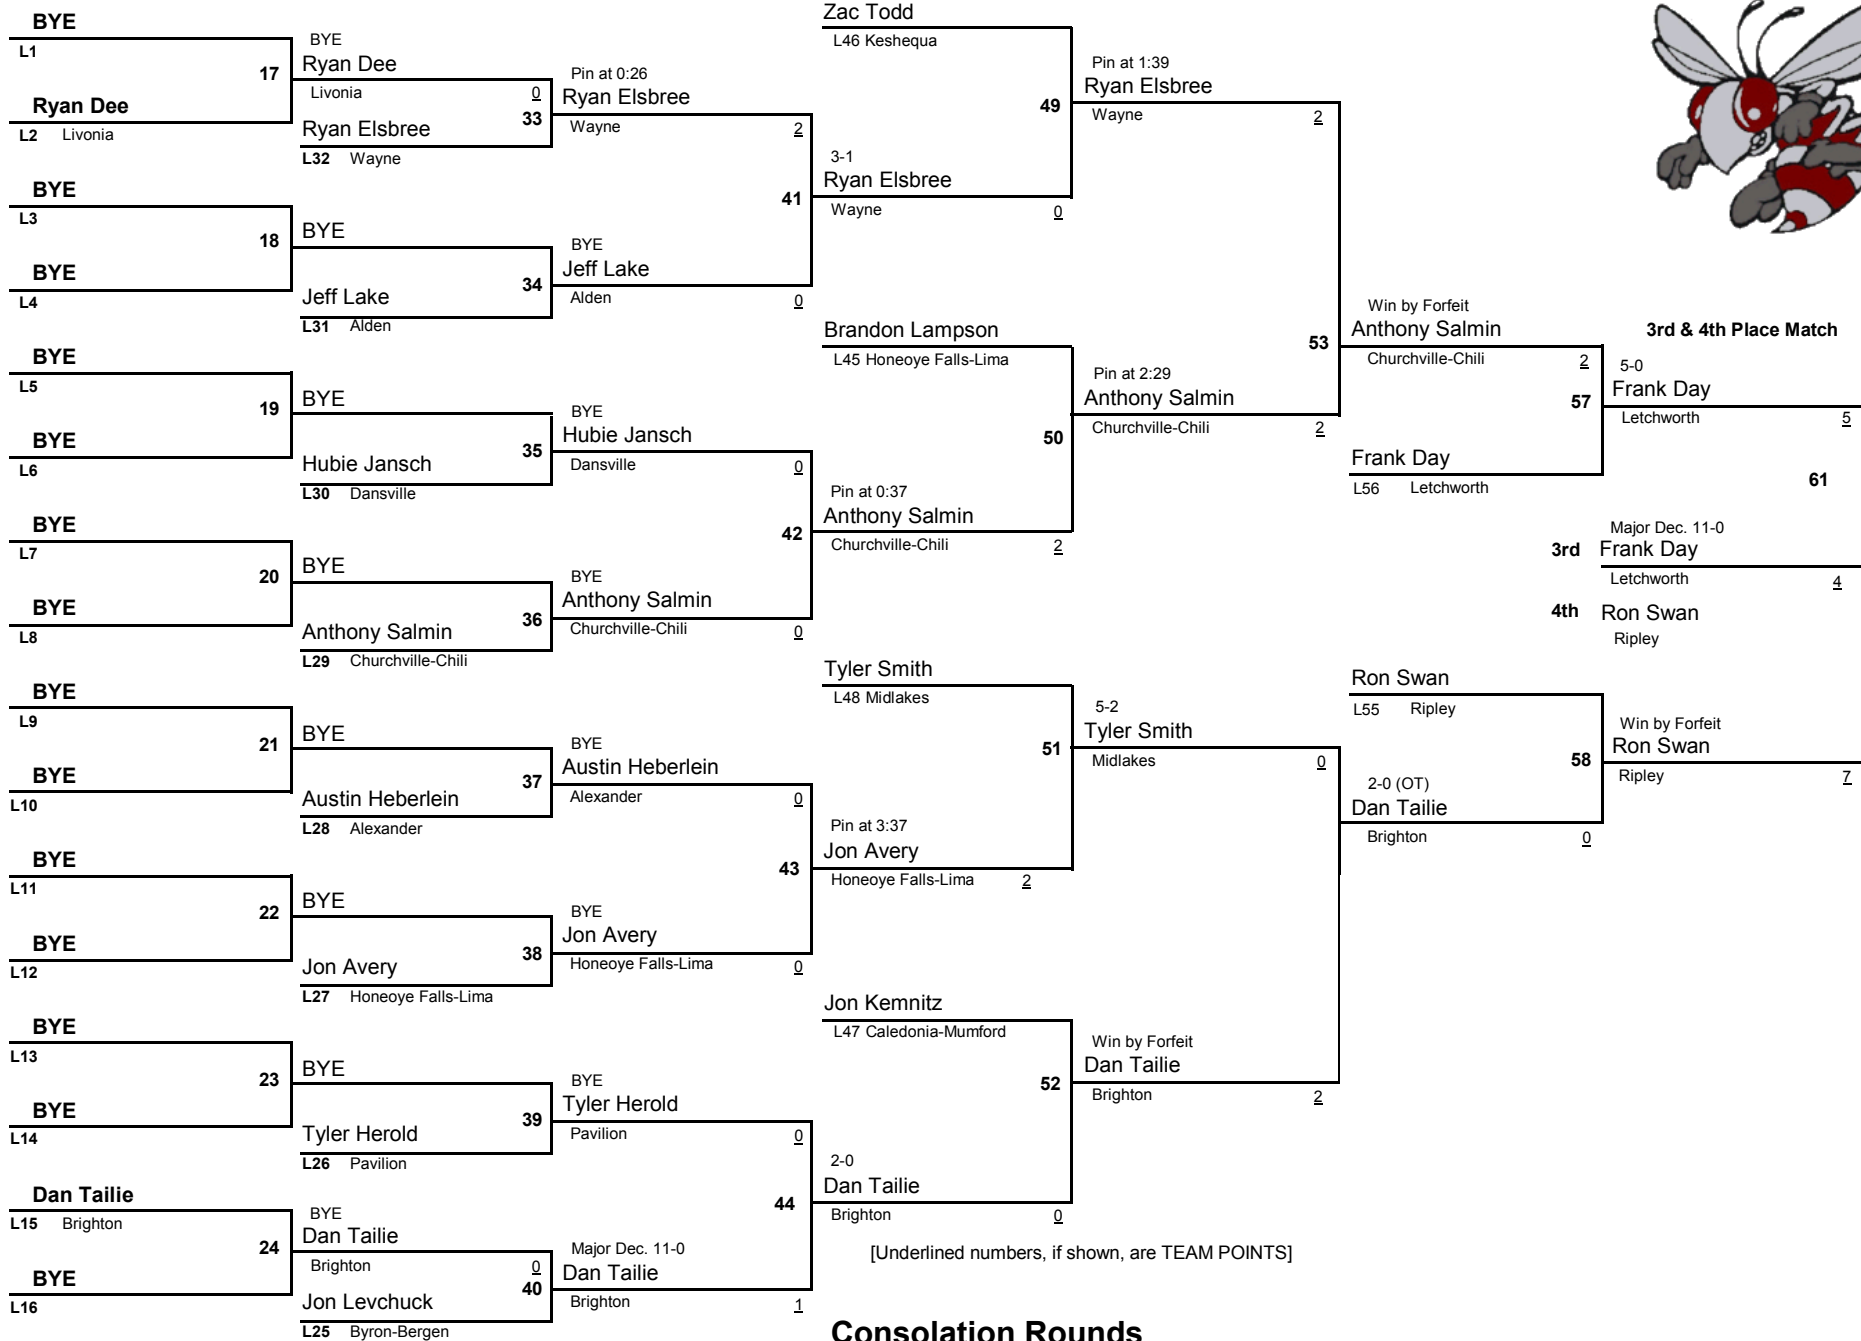 BYE
L1
17
Ryan Dee
L2 Livonia
BYE
L3
18
BYE
L4
BYE
L5
19
BYE
L6
BYE
L7
20
BYE
L8
BYE
L9
21
BYE
L10
BYE
L11
22
BYE
L12
BYE
L13
23
BYE
L14
Dan Tailie
L15 Brighton
24
BYE
L16
BYE
Ryan Dee
Livonia 0
33
Ryan Elsbree
L32 Wayne
BYE
34
Jeff Lake
L31 Alden
BYE
35
Hubie Jansch
L30 Dansville
BYE
36
Anthony Salmin
L29 Churchville-Chili
BYE
37
Austin Heberlein
L28 Alexander
BYE
38
Jon Avery
L27 Honeoye Falls-Lima
BYE
39
Tyler Herold
L26 Pavilion
BYE
Dan Tailie
Brighton 0
40
Jon Levchuck
L25 Byron-Bergen
Pin at 0:26
Ryan Elsbree
Wayne 2
41
BYE
Jeff Lake
Alden 0
BYE
Hubie Jansch
Dansville 0
42
BYE
Anthony Salmin
Churchville-Chili 0
BYE
Austin Heberlein
Alexander 0
43
BYE
Jon Avery
Honeoye Falls-Lima 0
BYE
Tyler Herold
Pavilion 0
44
Major Dec. 11-0
Dan Tailie
Brighton 1
Zac Todd
L46 Keshequa
49
3-1
Ryan Elsbree
Wayne 0
Brandon Lampson
L45 Honeoye Falls-Lima
50
Pin at 0:37
Anthony Salmin
Churchville-Chili 2
Tyler Smith
L48 Midlakes
51
Pin at 3:37
Jon Avery
Honeoye Falls-Lima 2
Jon Kemnitz
L47 Caledonia-Mumford
52
2-0
Dan Tailie
Brighton 0
Pin at 1:39
Ryan Elsbree
Wayne 2
53
Pin at 2:29
Anthony Salmin
Churchville-Chili 2
5-2
Tyler Smith
Midlakes 0
Win by Forfeit
Dan Tailie
Brighton 2
Win by Forfeit
Anthony Salmin
Churchville-Chili 2
57
Frank Day
L56 Letchworth
Ron Swan
L55 Ripley
58
2-0 (OT)
Dan Tailie
Brighton 0
3rd & 4th Place Match
5-0
Frank Day
Letchworth 5
61
Major Dec. 11-0
3rd Frank Day
Letchworth 4
4th Ron Swan
Ripley
Win by Forfeit
Ron Swan
Ripley 7
[Underlined numbers, if shown, are TEAM POINTS]
Consolation Rounds